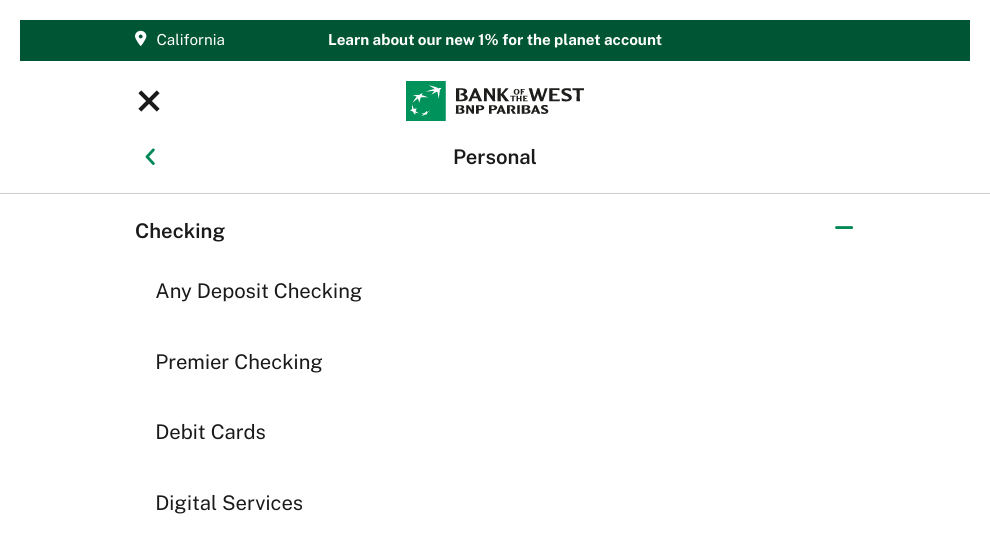 California
Learn about our new 1% for the planet account
BANK OF THE WEST
BNP PARIBAS
Personal
Checking
Any Deposit Checking
Premier Checking
Debit Cards
Digital Services